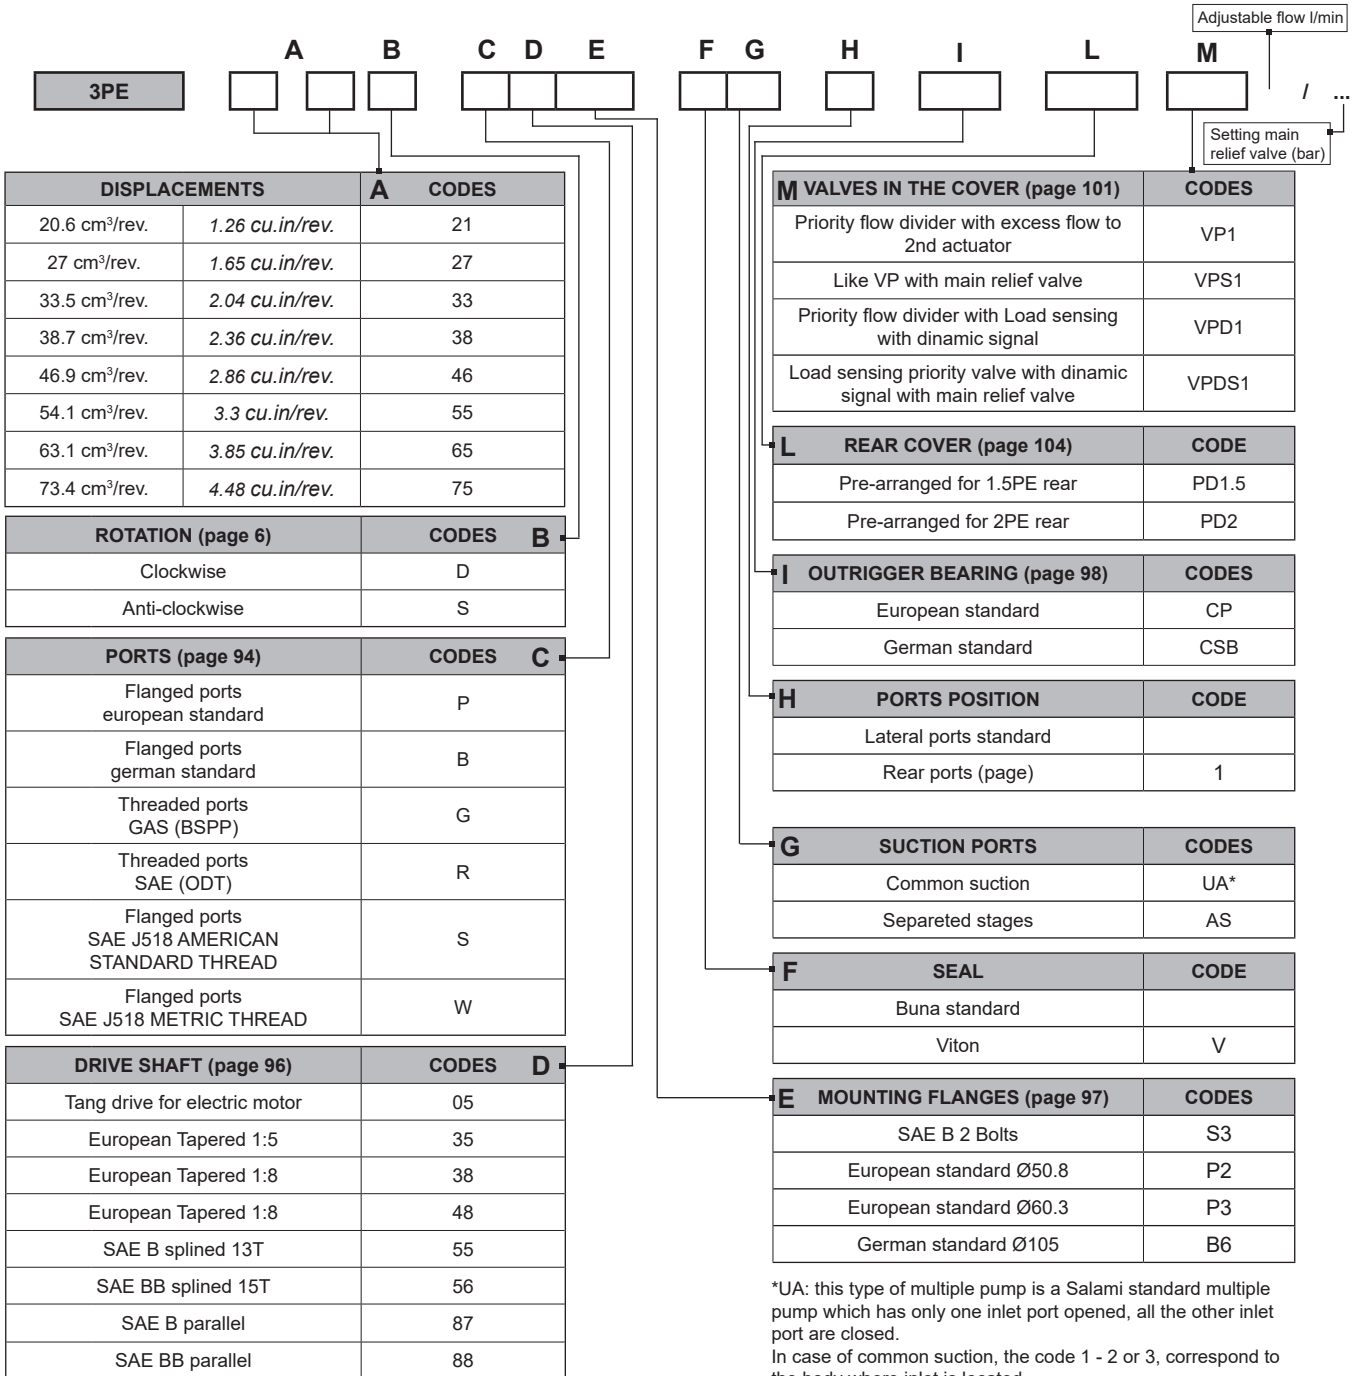 Adjustable flow l/min
A B C D E F G H I L M
3PE / ...
Setting main
relief valve (bar)
DISPLACEMENTS A CODES
20.6 cm³/rev. 1.26 cu.in/rev. 21
27 cm³/rev. 1.65 cu.in/rev. 27
33.5 cm³/rev. 2.04 cu.in/rev. 33
38.7 cm³/rev. 2.36 cu.in/rev. 38
46.9 cm³/rev. 2.86 cu.in/rev. 46
54.1 cm³/rev. 3.3 cu.in/rev. 55
63.1 cm³/rev. 3.85 cu.in/rev. 65
73.4 cm³/rev. 4.48 cu.in/rev. 75
ROTATION (page 6) CODES B
Clockwise D
Anti-clockwise S
PORTS (page 94) CODES C
Flanged ports
european standard P
Flanged ports
german standard B
Threaded ports
GAS (BSPP) G
Threaded ports
SAE (ODT) R
Flanged ports
SAE J518 AMERICAN S
STANDARD THREAD
Flanged ports
SAE J518 METRIC THREAD W
DRIVE SHAFT (page 96) CODES D
Tang drive for electric motor 05
European Tapered 1:5 35
European Tapered 1:8 38
European Tapered 1:8 48
SAE B splined 13T 55
SAE BB splined 15T 56
SAE B parallel 87
SAE BB parallel 88
M VALVES IN THE COVER (page 101) CODES
Priority flow divider with excess flow to
2nd actuator VP1
Like VP with main relief valve VPS1
Priority flow divider with Load sensing
with dinamic signal VPD1
Load sensing priority valve with dinamic
signal with main relief valve VPDS1
L REAR COVER (page 104) CODE
Pre-arranged for 1.5PE rear PD1.5
Pre-arranged for 2PE rear PD2
I OUTRIGGER BEARING (page 98) CODES
European standard CP
German standard CSB
H PORTS POSITION CODE
Lateral ports standard
Rear ports (page) 1
G SUCTION PORTS CODES
Common suction UA*
Separeted stages AS
F SEAL CODE
Buna standard
Viton V
E MOUNTING FLANGES (page 97) CODES
SAE B 2 Bolts S3
European standard Ø50.8 P2
European standard Ø60.3 P3
German standard Ø105 B6
*UA: this type of multiple pump is a Salami standard multiple
pump which has only one inlet port opened, all the other inlet
port are closed.
In case of common suction, the code 1 - 2 or 3, correspond to
the body where inlet is located